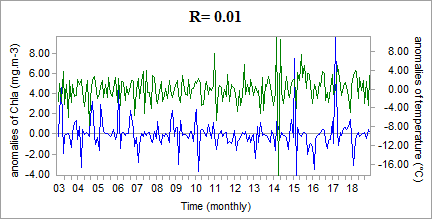 R= 0.01
anomalies of Chla (mg.m-3)
8.00
6.00
4.00
2.00
0.00
-2.00
-4.00
8.00
4.00
0.00
-4.00
-8.00
-12.00
-16.00
anomalies of temperature (°C)
03 04 05 06 07 08 09 10 11 12 13 14 15 16 17 18
Time (monthly)